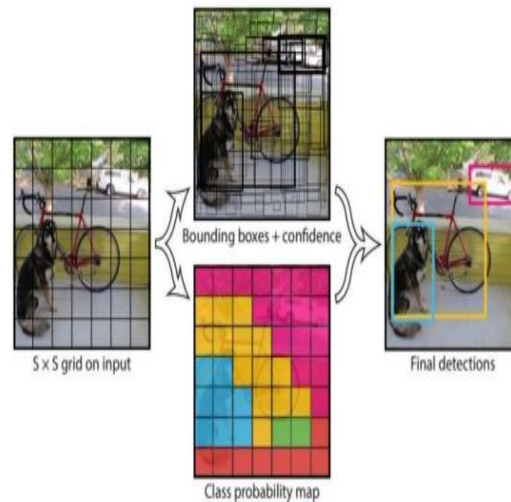 Bounding boxes + confidence
S × S grid on input
Final detections
Class probability map